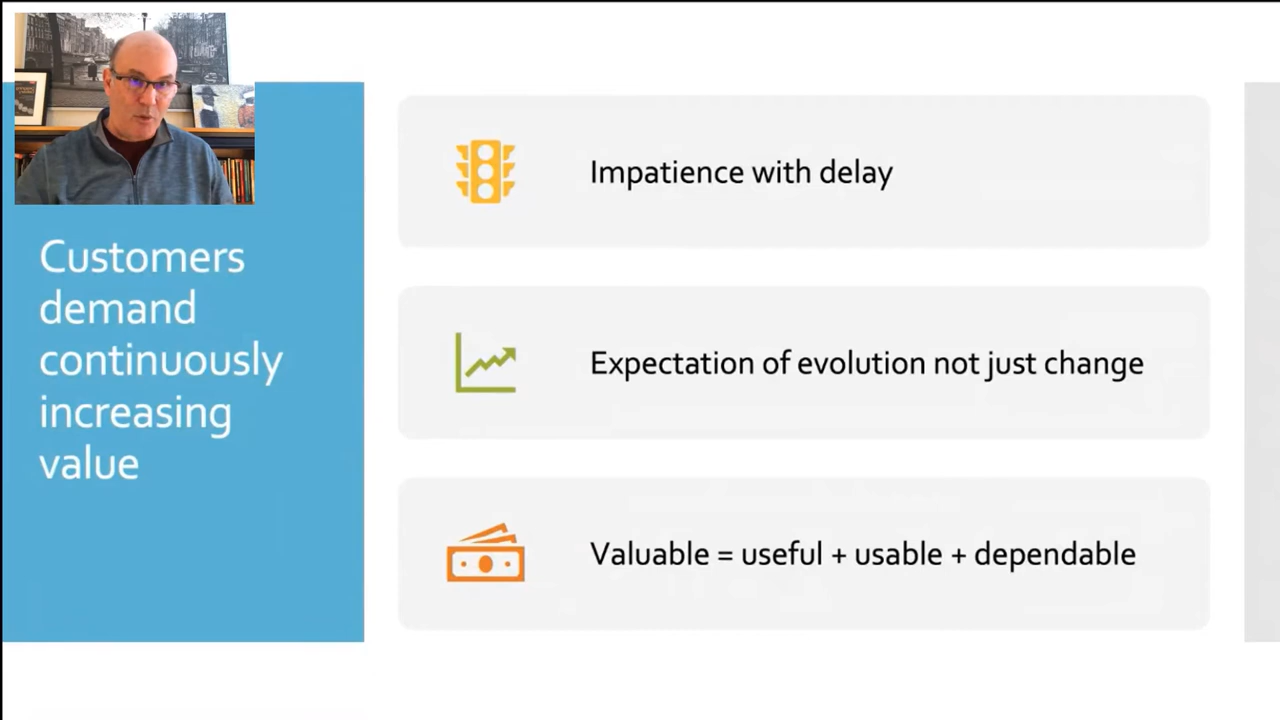 Customers
demand
continuously
increasing
value
Impatience with delay
Expectation of evolution not just change
Valuable = useful + usable + dependable